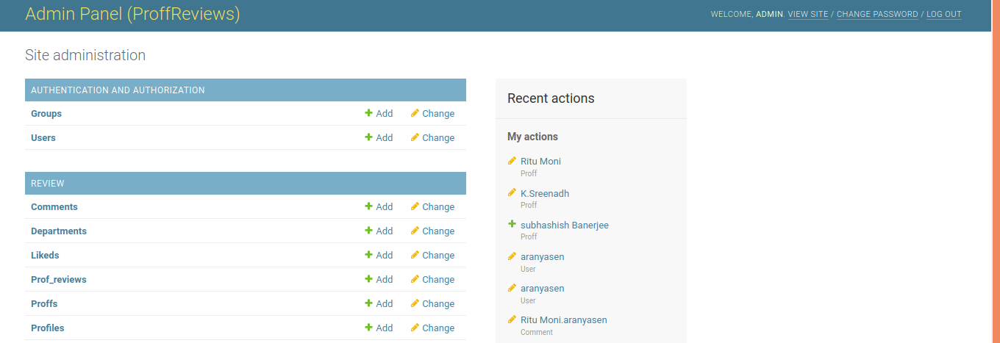 Admin Panel (ProffReviews)
WELCOME, ADMIN. VIEW SITE / CHANGE PASSWORD / LOG OUT
Site administration
AUTHENTICATION AND AUTHORIZATION
Groups Add Change
Users Add Change
REVIEW
Comments Add Change
Departments Add Change
Likeds Add Change
Prof_reviews Add Change
Proffs Add Change
Profiles Add Change
Recent actions
My actions
Ritu Moni
Proff
K.Sreenadh
Proff
subhashish Banerjee
Proff
aranyasen
User
aranyasen
User
Ritu Moni.aranyasen
Comment